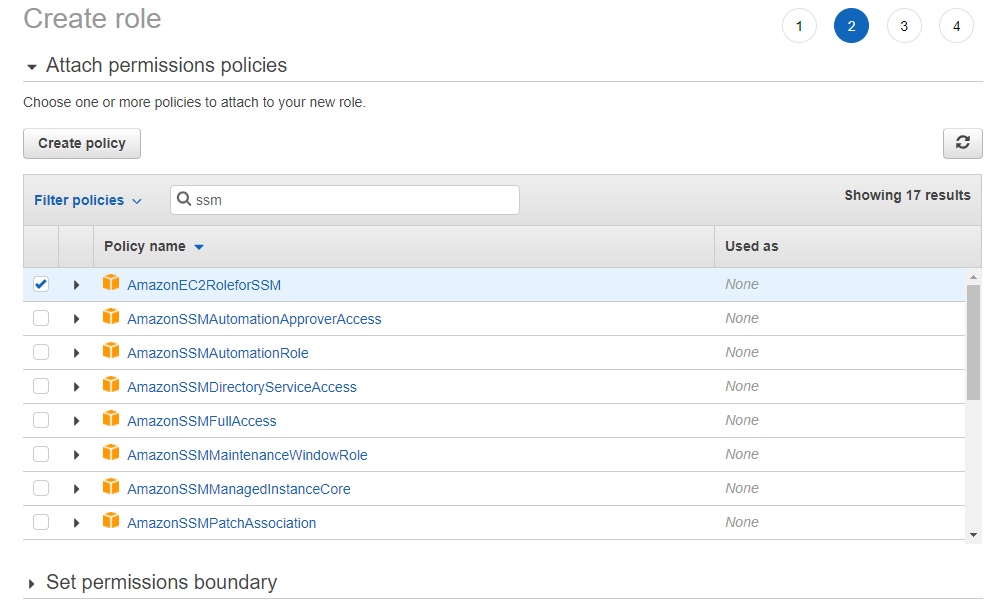 Create role
1 2 3 4
Attach permissions policies
Choose one or more policies to attach to your new role.
Create policy
Filter policies ssm Showing 17 results
Policy name Used as
AmazonEC2RoleforSSM None
AmazonSSMAutomationApproverAccess None
AmazonSSMAutomationRole None
AmazonSSMDirectoryServiceAccess None
AmazonSSMFullAccess None
AmazonSSMMaintenanceWindowRole None
AmazonSSMManagedInstanceCore None
AmazonSSMPatchAssociation None
Set permissions boundary